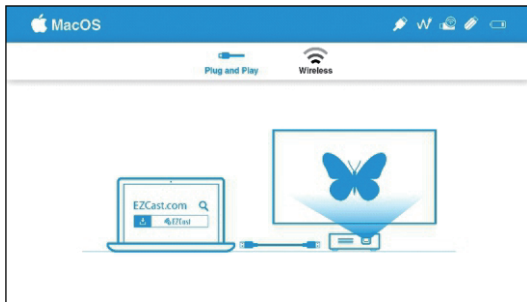 MacOS
Plug and Play
Wireless
EZCast.com
EZCast